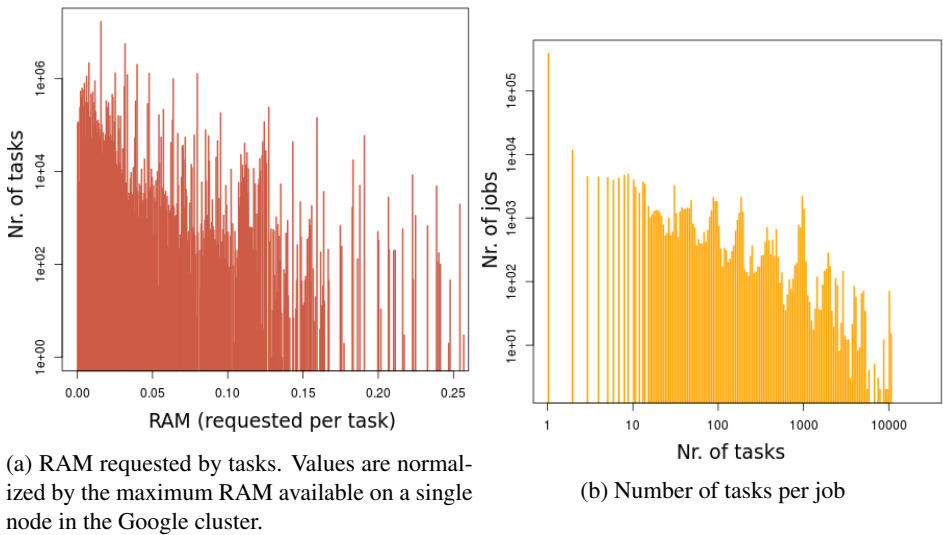 Nr. of tasks
1e+06
1e+04
1e+02
1e+00
0.00 0.05 0.10 0.15 0.20 0.25
RAM (requested per task)
(a) RAM requested by tasks. Values are normal-
ized by the maximum RAM available on a single
node in the Google cluster.
Nr. of jobs
1e+05
1e+04
1e+03
1e+02
1e+01
1 10 100 1000 10000
Nr. of tasks
(b) Number of tasks per job